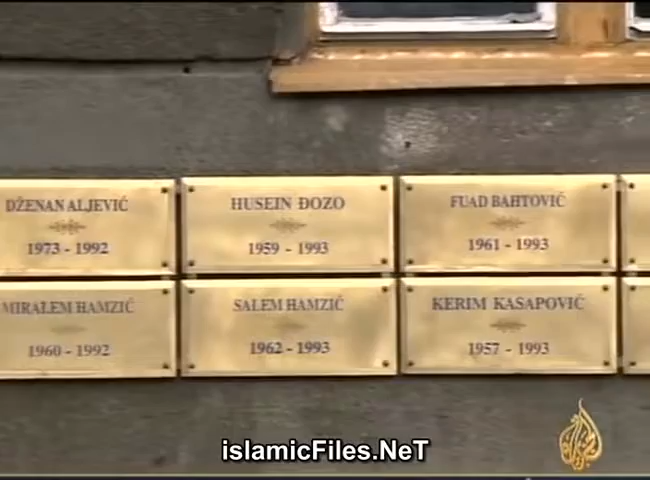 DŽENAN ALJEVIĆ
1973 - 1992
HUSEIN ĐOZO
1959 - 1993
FUAD BAHTOVIĆ
1961 - 1993
MIRALEM HAMZIĆ
1960 - 1992
SALEM HAMZIĆ
1962 - 1993
KERIM KASAPOVIĆ
1957 - 1993
islamicFiles.NeT